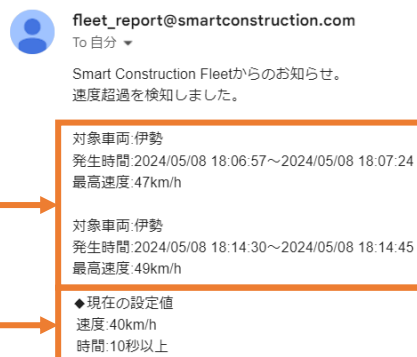 fleet_report@smartconstruction.com
To 自分
Smart Construction Fleetからのお知らせ。
速度超過を検知しました。
対象車両:伊勢
発生時間:2024/05/08 18:06:57～2024/05/08 18:07:24
最高速度:47km/h
対象車両:伊勢
発生時間:2024/05/08 18:14:30～2024/05/08 18:14:45
最高速度:49km/h
◆現在の設定値
速度:40km/h
時間:10秒以上